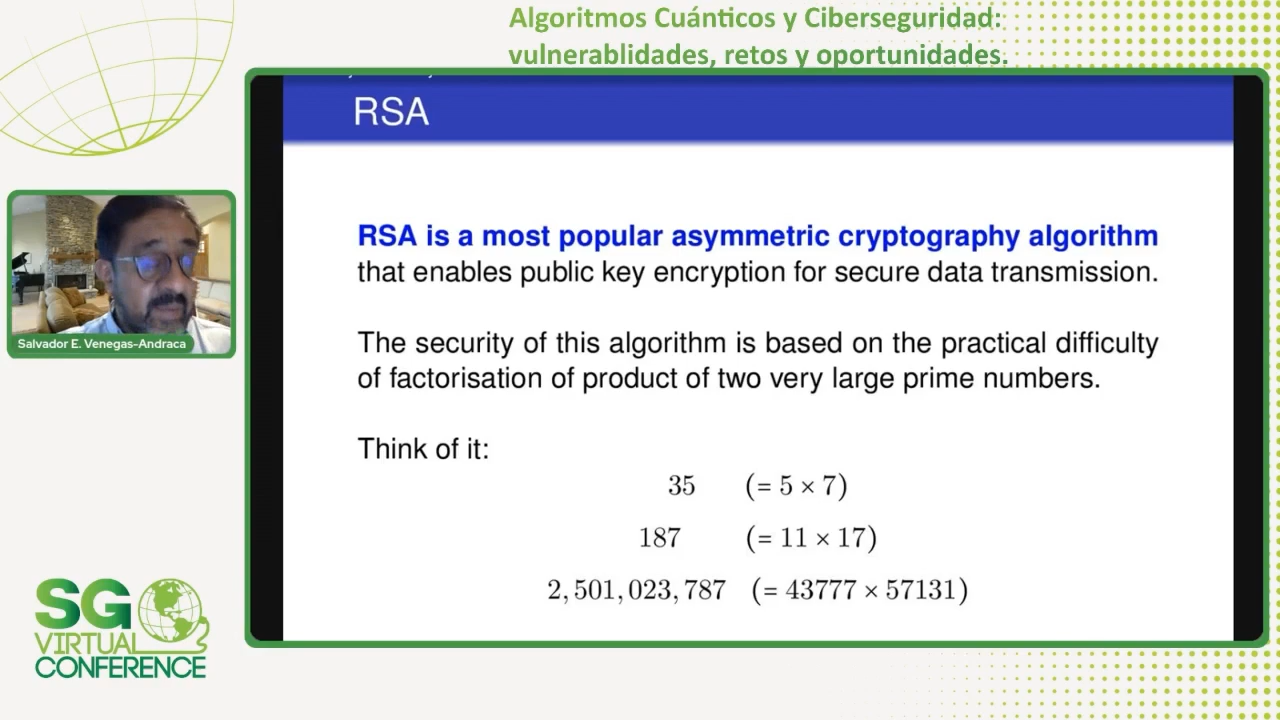 Algoritmos Cuánticos y Ciberseguridad:
vulnerablidades, retos y oportunidades.
RSA
RSA is a most popular asymmetric cryptography algorithm
that enables public key encryption for secure data transmission.
The security of this algorithm is based on the practical difficulty
of factorisation of product of two very large prime numbers.
Think of it:
35 (= 5 × 7)
187 (= 11 × 17)
2, 501, 023, 787 (= 43777 × 57131)
Salvador E. Venegas-Andraca
SG
VIRTUAL
CONFERENCE